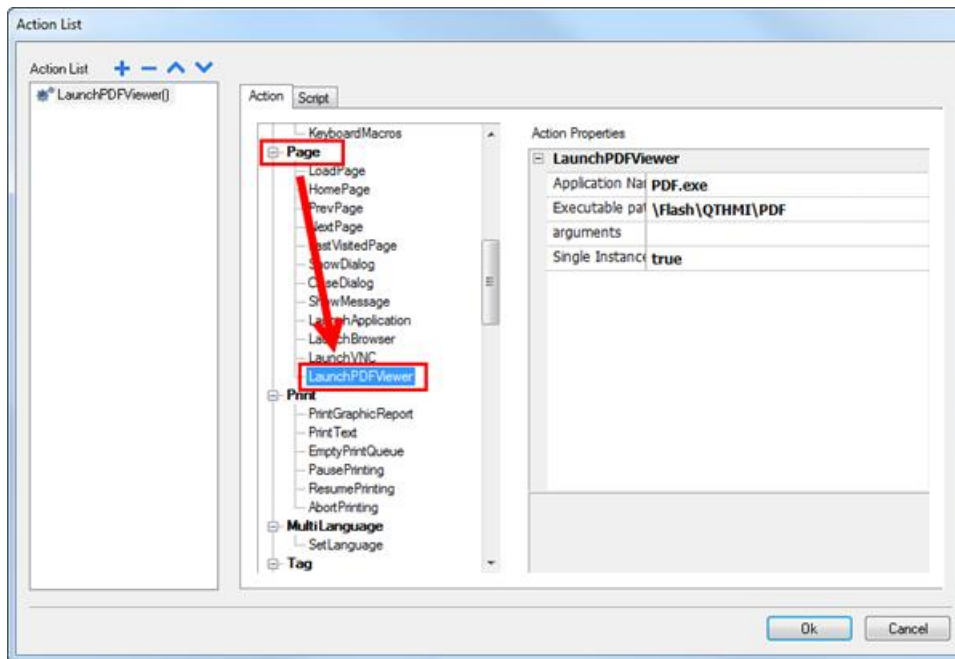 Action List
Action List
LaunchPDFViewer()
Action
Script
KeyboardMacros
Page
LoadPage
HomePage
PrevPage
NextPage
LastVisitedPage
ShowDialog
CloseDialog
ShowMessage
LaunchApplication
LaunchBrowser
LaunchVNC
LaunchPDFViewer
Print
PrintGraphicReport
PrintText
EmptyPrintQueue
PausePrinting
ResumePrinting
AbortPrinting
MultiLanguage
SetLanguage
Tag
Action Properties
LaunchPDFViewer
Application Nai PDF.exe
Executable pat \Flash\QTHMI\PDF
arguments
Single Instance true
Ok
Cancel